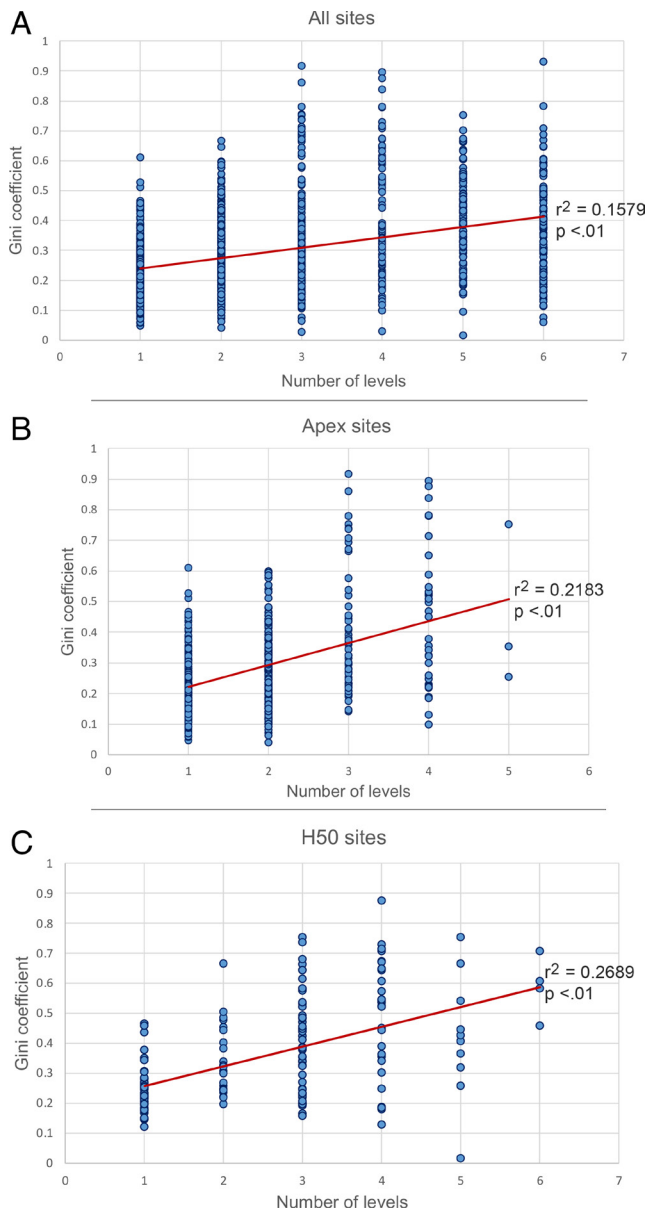 A
All sites
1
0.9
0.8
0.7
0.6
0.5
0.4
0.3
0.2
0.1
0
Gini coefficient
r2 = 0.1579
p <.01
0 1 2 3 4 5 6 7
Number of levels
B
Apex sites
1
0.9
0.8
0.7
0.6
0.5
0.4
0.3
0.2
0.1
0
Gini coefficient
r2 = 0.2183
p <.01
0 1 2 3 4 5 6
Number of levels
C
H50 sites
1
0.9
0.8
0.7
0.6
0.5
0.4
0.3
0.2
0.1
0
Gini coefficient
r2 = 0.2689
p <.01
0 1 2 3 4 5 6 7
Number of levels